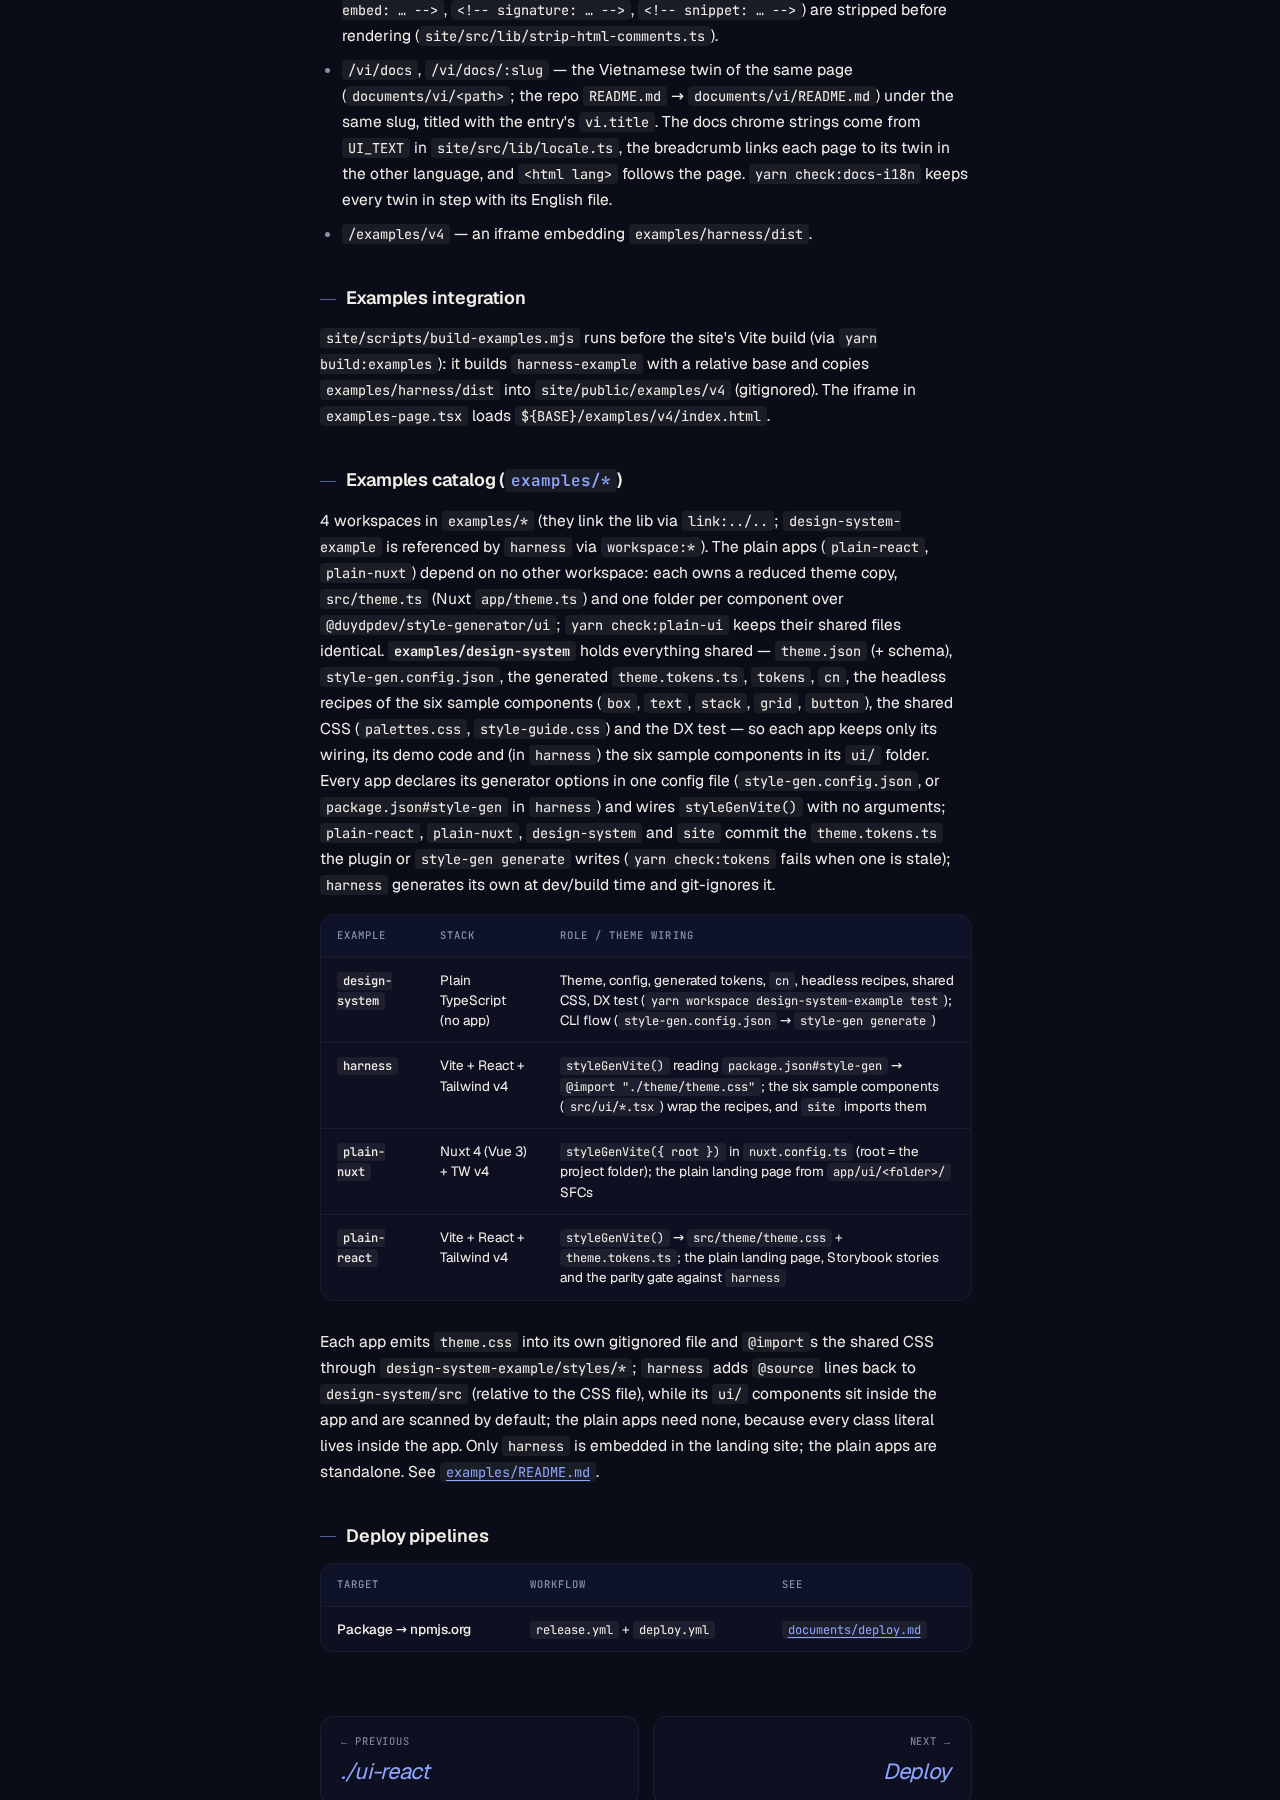 embed: … --> , <!-- signature: … --> , <!-- snippet: … --> ) are stripped before
rendering ( site/src/lib/strip-html-comments.ts ).
• /vi/docs , /vi/docs/:slug — the Vietnamese twin of the same page
( documents/vi/<path> ; the repo README.md → documents/vi/README.md ) under the
same slug, titled with the entry's vi.title . The docs chrome strings come from
UI_TEXT in site/src/lib/locale.ts , the breadcrumb links each page to its twin in
the other language, and <html lang> follows the page. yarn check:docs-i18n keeps
every twin in step with its English file.
• /examples/v4 — an iframe embedding examples/harness/dist .
— Examples integration
site/scripts/build-examples.mjs runs before the site's Vite build (via yarn
build:examples ): it builds harness-example with a relative base and copies
examples/harness/dist into site/public/examples/v4 (gitignored). The iframe in
examples-page.tsx loads ${BASE}/examples/v4/index.html .
— Examples catalog ( examples/* )
4 workspaces in examples/* (they link the lib via link:../.. ; design-system-
example is referenced by harness via workspace:* ). The plain apps ( plain-react ,
plain-nuxt ) depend on no other workspace: each owns a reduced theme copy,
src/theme.ts (Nuxt app/theme.ts ) and one folder per component over
@duydpdev/style-generator/ui ; yarn check:plain-ui keeps their shared files
identical. examples/design-system holds everything shared — theme.json (+ schema),
style-gen.config.json , the generated theme.tokens.ts , tokens , cn , the headless
recipes of the six sample components ( box , text , stack , grid , button ), the shared
CSS ( palettes.css , style-guide.css ) and the DX test — so each app keeps only its
wiring, its demo code and (in harness ) the six sample components in its ui/ folder.
Every app declares its generator options in one config file ( style-gen.config.json , or
package.json#style-gen in harness ) and wires styleGenVite() with no arguments;
plain-react , plain-nuxt , design-system and site commit the theme.tokens.ts
the plugin or style-gen generate writes ( yarn check:tokens fails when one is stale);
harness generates its own at dev/build time and git-ignores it.
EXAMPLE STACK ROLE / THEME WIRING
design- Plain Theme, config, generated tokens, cn , headless recipes, shared
system TypeScript CSS, DX test ( yarn workspace design-system-example test );
(no app) CLI flow ( style-gen.config.json → style-gen generate )
harness Vite + React + styleGenVite() reading package.json#style-gen →
Tailwind v4 @import "./theme/theme.css" ; the six sample components
( src/ui/*.tsx ) wrap the recipes, and site imports them
plain- Nuxt 4 (Vue 3) styleGenVite({ root }) in nuxt.config.ts (root = the
nuxt + TW v4 project folder); the plain landing page from app/ui/<folder>/
SFCs
plain- Vite + React + styleGenVite() → src/theme/theme.css +
react Tailwind v4 theme.tokens.ts ; the plain landing page, Storybook stories
and the parity gate against harness
Each app emits theme.css into its own gitignored file and @import s the shared CSS
through design-system-example/styles/* ; harness adds @source lines back to
design-system/src (relative to the CSS file), while its ui/ components sit inside the
app and are scanned by default; the plain apps need none, because every class literal
lives inside the app. Only harness is embedded in the landing site; the plain apps are
standalone. See examples/README.md .
— Deploy pipelines
TARGET WORKFLOW SEE
Package → npmjs.org release.yml + deploy.yml documents/deploy.md
← PREVIOUS NEXT →
./ui-react Deploy